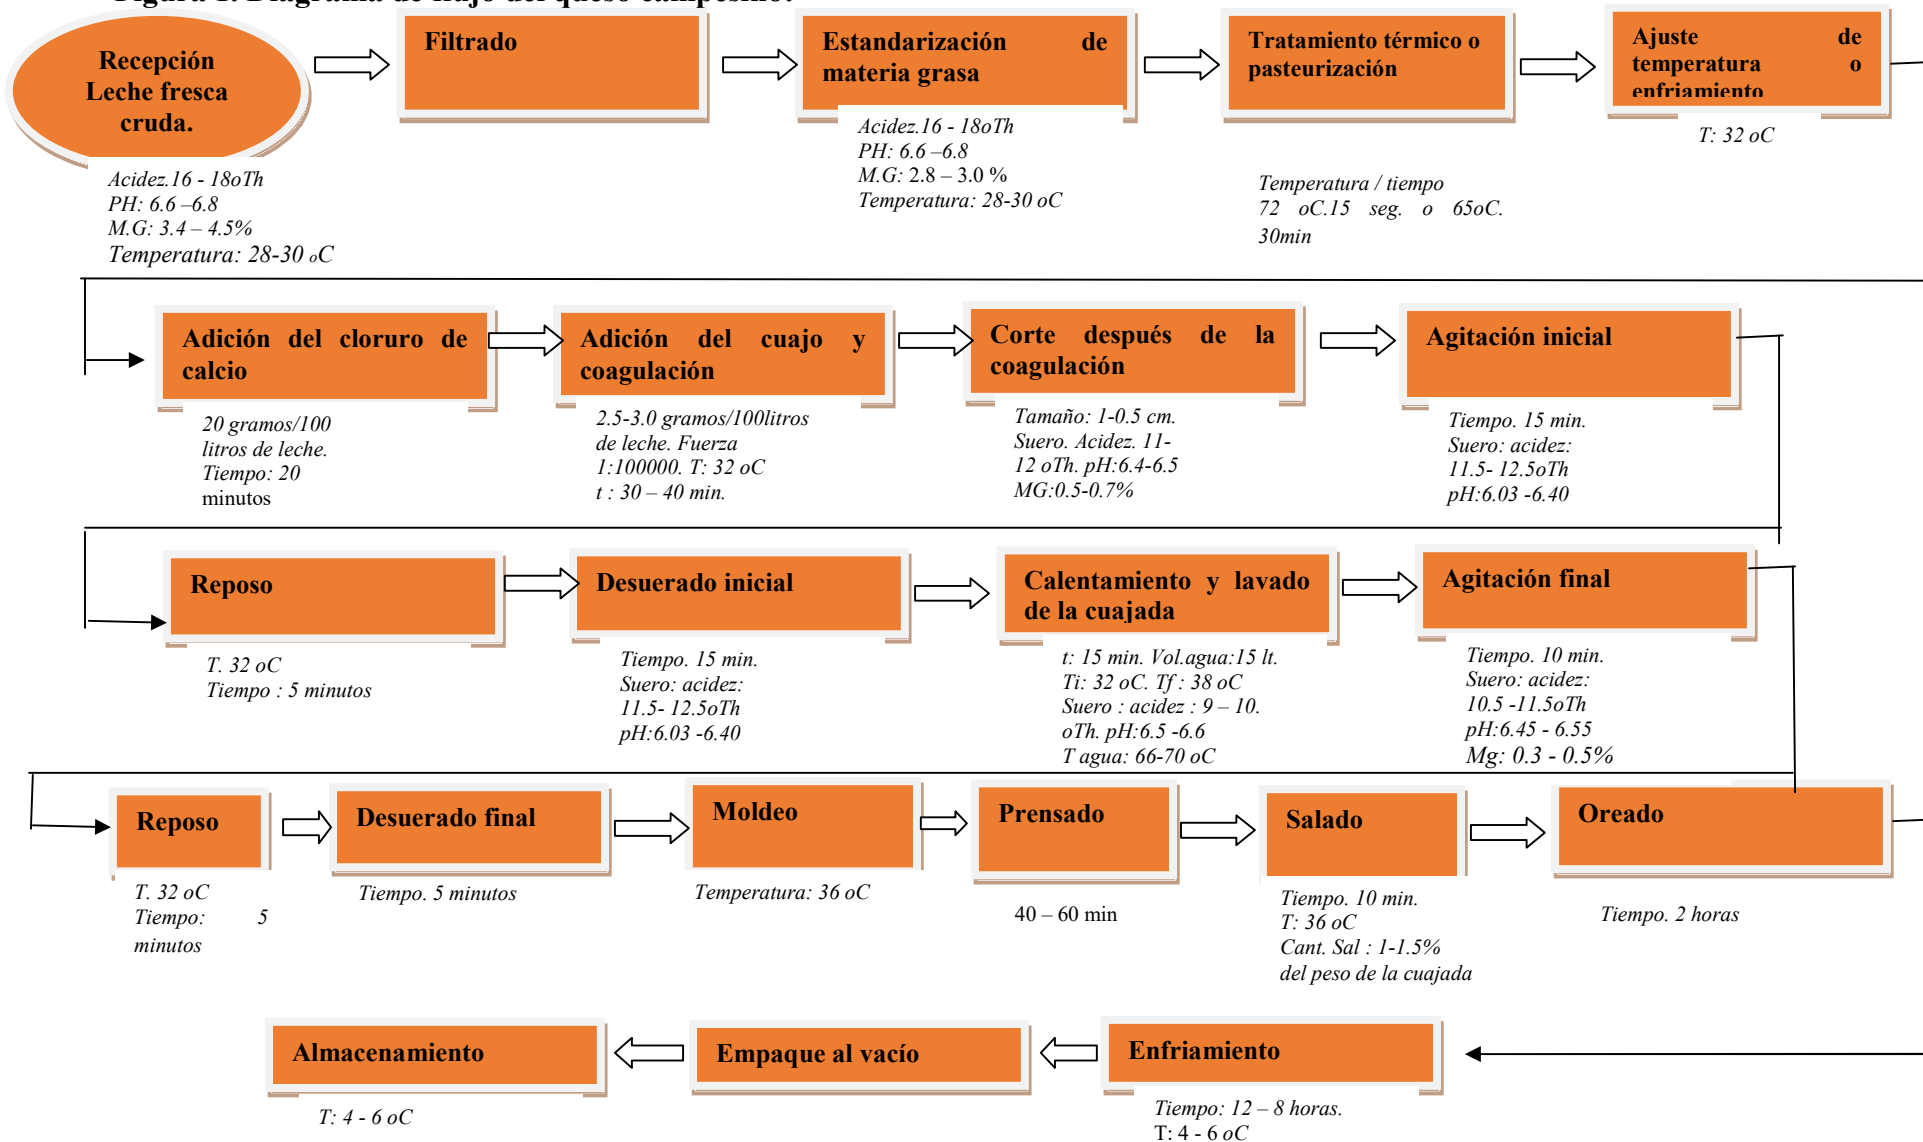 Figura 1. Diagrama de flujo del queso campesino.
Recepción
Leche fresca
cruda.
Acidez.16 - 18oTh
PH: 6.6 –6.8
M.G: 3.4 – 4.5%
Temperatura: 28-30 oC
Filtrado
Estandarización de
materia grasa
Acidez.16 - 18oTh
PH: 6.6 –6.8
M.G: 2.8 – 3.0 %
Temperatura: 28-30 oC
Tratamiento térmico o
pasteurización
Temperatura / tiempo
72 oC.15 seg. o 65oC.
30min
Ajuste de
temperatura o
enfriamiento
T: 32 oC
Adición del cloruro de
calcio
20 gramos/100
litros de leche.
Tiempo: 20
minutos
Adición del cuajo y
coagulación
2.5-3.0 gramos/100litros
de leche. Fuerza
1:100000. T: 32 oC
t : 30 – 40 min.
Corte después de la
coagulación
Tamaño: 1-0.5 cm.
Suero. Acidez. 11-
12 oTh. pH:6.4-6.5
MG:0.5-0.7%
Agitación inicial
Tiempo. 15 min.
Suero: acidez:
11.5- 12.5oTh
pH:6.03 -6.40
Reposo
T. 32 oC
Tiempo : 5 minutos
Desuerado inicial
Tiempo. 15 min.
Suero: acidez:
11.5- 12.5oTh
pH:6.03 -6.40
Calentamiento y lavado
de la cuajada
t: 15 min. Vol.agua:15 lt.
Ti: 32 oC. Tf : 38 oC
Suero : acidez : 9 – 10.
oTh. pH:6.5 -6.6
T agua: 66-70 oC
Agitación final
Tiempo. 10 min.
Suero: acidez:
10.5 -11.5oTh
pH:6.45 - 6.55
Mg: 0.3 - 0.5%
Reposo
T. 32 oC
Tiempo: 5
minutos
Desuerado final
Tiempo. 5 minutos
Moldeo
Temperatura: 36 oC
Prensado
40 – 60 min
Salado
Tiempo. 10 min.
T: 36 oC
Cant. Sal : 1-1.5%
del peso de la cuajada
Oreado
Tiempo. 2 horas
Almacenamiento
T: 4 - 6 oC
Empaque al vacío
Enfriamiento
Tiempo: 12 – 8 horas.
T: 4 - 6 oC